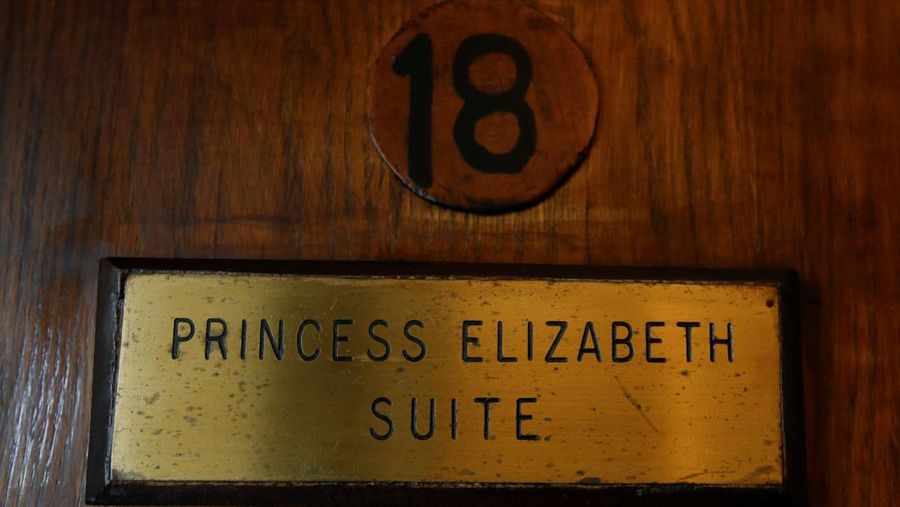 18
PRINCESS ELIZABETH
SUITE